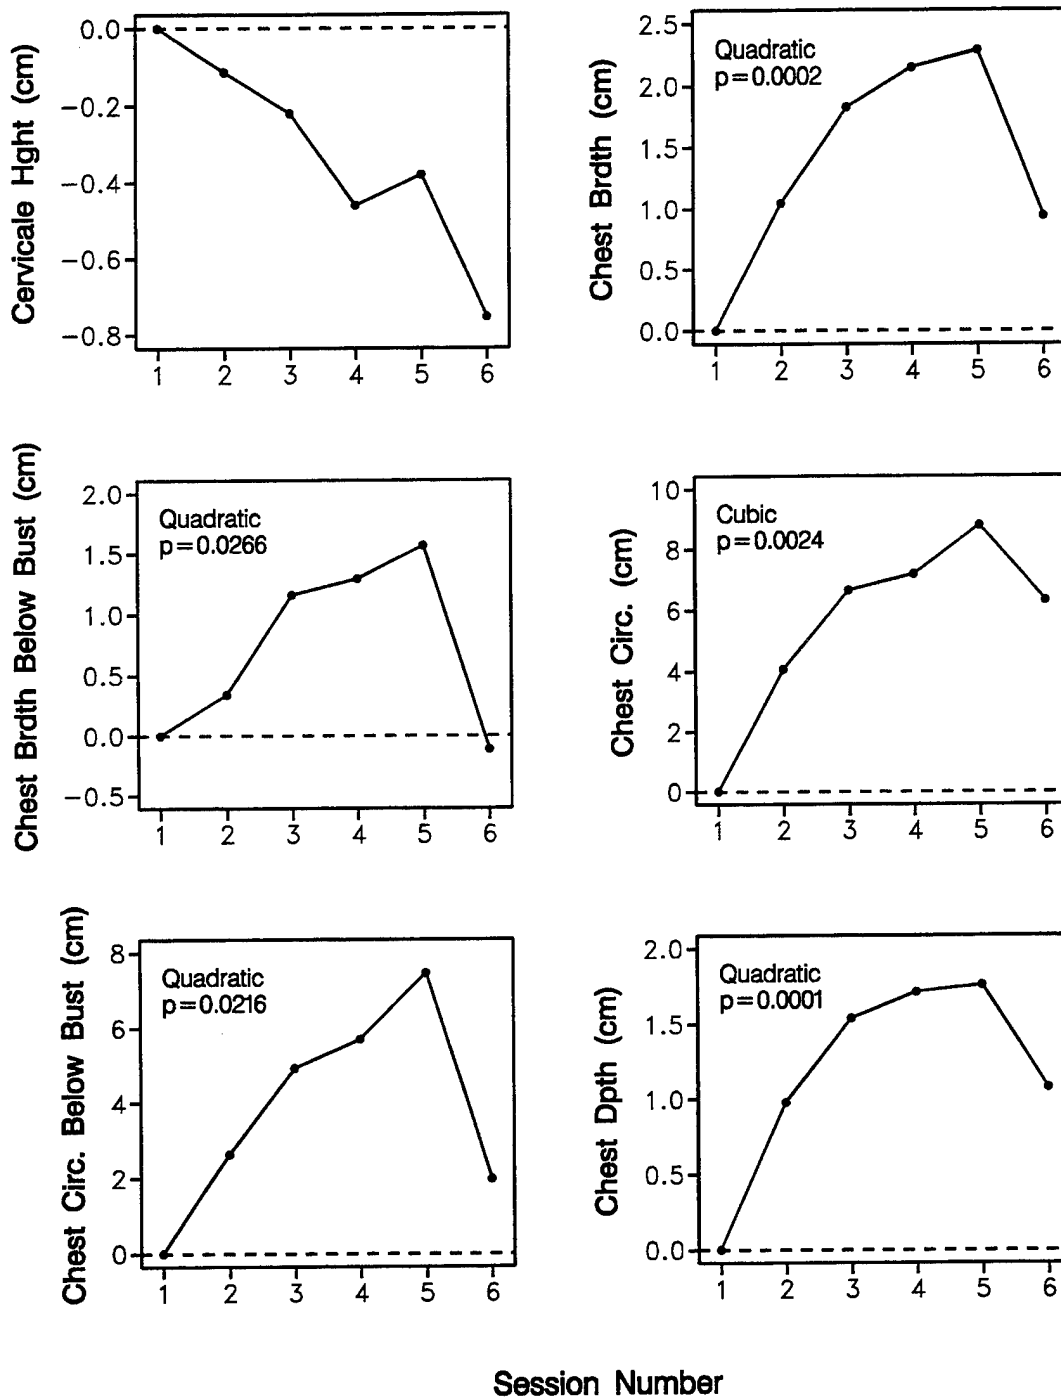 Cervicale Hght (cm)
0.0
−0.2
−0.4
−0.6
−0.8
1 2 3 4 5 6
Chest Brdth (cm)
Quadratic
p=0.0002
2.5
2.0
1.5
1.0
0.5
0.0
1 2 3 4 5 6
Chest Brdth Below Bust (cm)
Quadratic
p=0.0266
2.0
1.5
1.0
0.5
0.0
−0.5
1 2 3 4 5 6
Chest Circ. (cm)
Cubic
p=0.0024
10
8
6
4
2
0
1 2 3 4 5 6
Chest Circ. Below Bust (cm)
Quadratic
p=0.0216
8
6
4
2
0
1 2 3 4 5 6
Chest Dpth (cm)
Quadratic
p=0.0001
2.0
1.5
1.0
0.5
0.0
1 2 3 4 5 6
Session Number